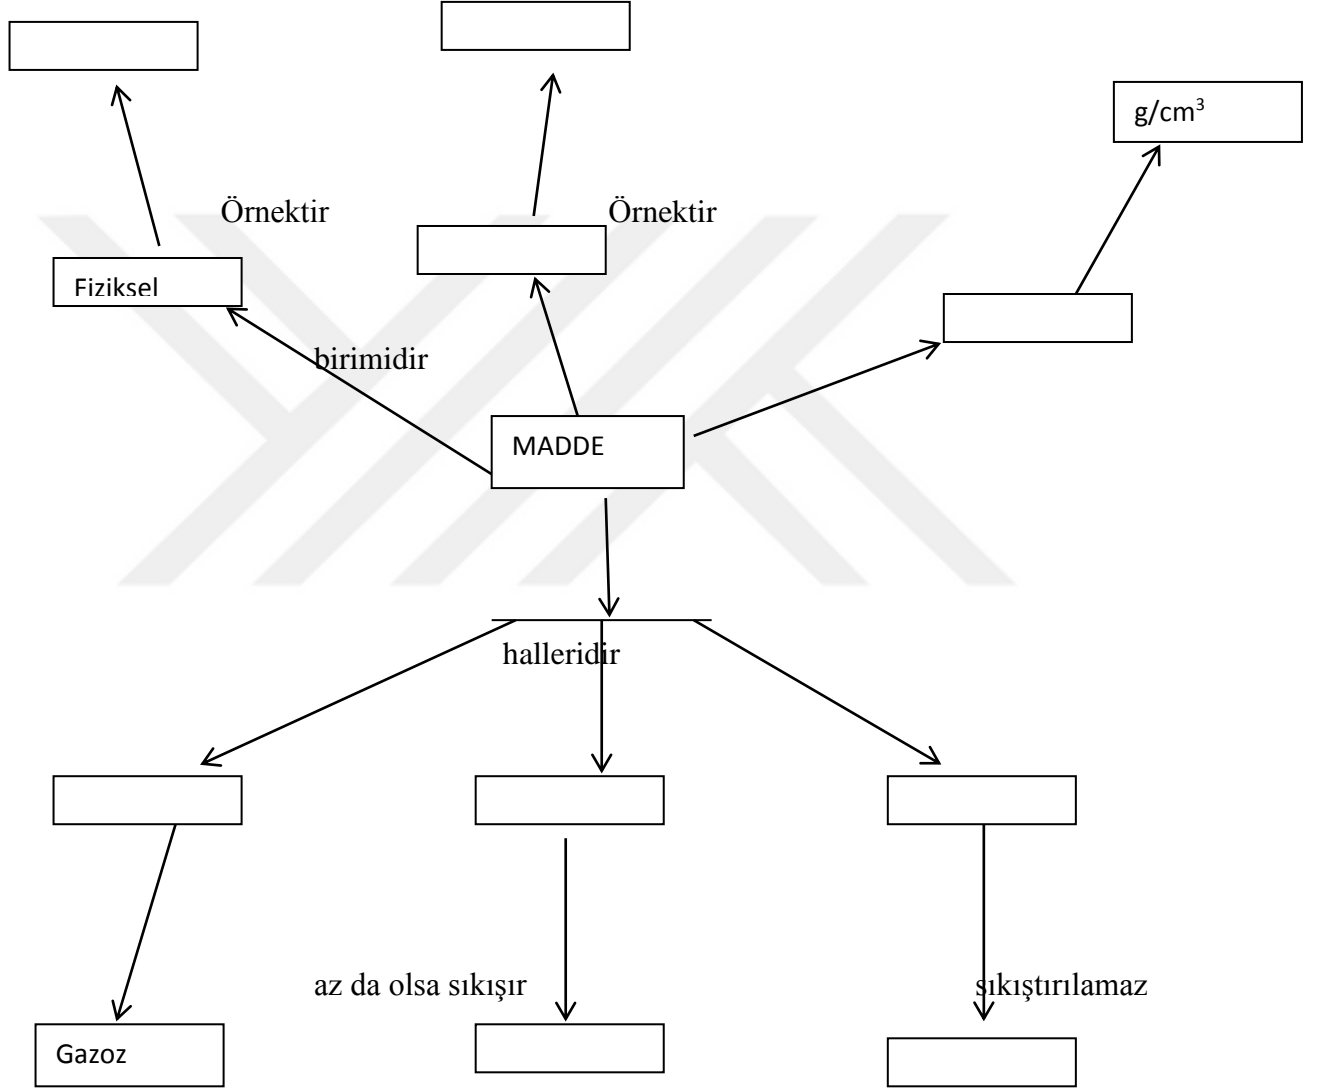 g/cm³
Örnektir
Örnektir
Fiziksel
birimidir
MADDE
halleridir
az da olsa sıkışır
sıkıştırılamaz
Gazoz